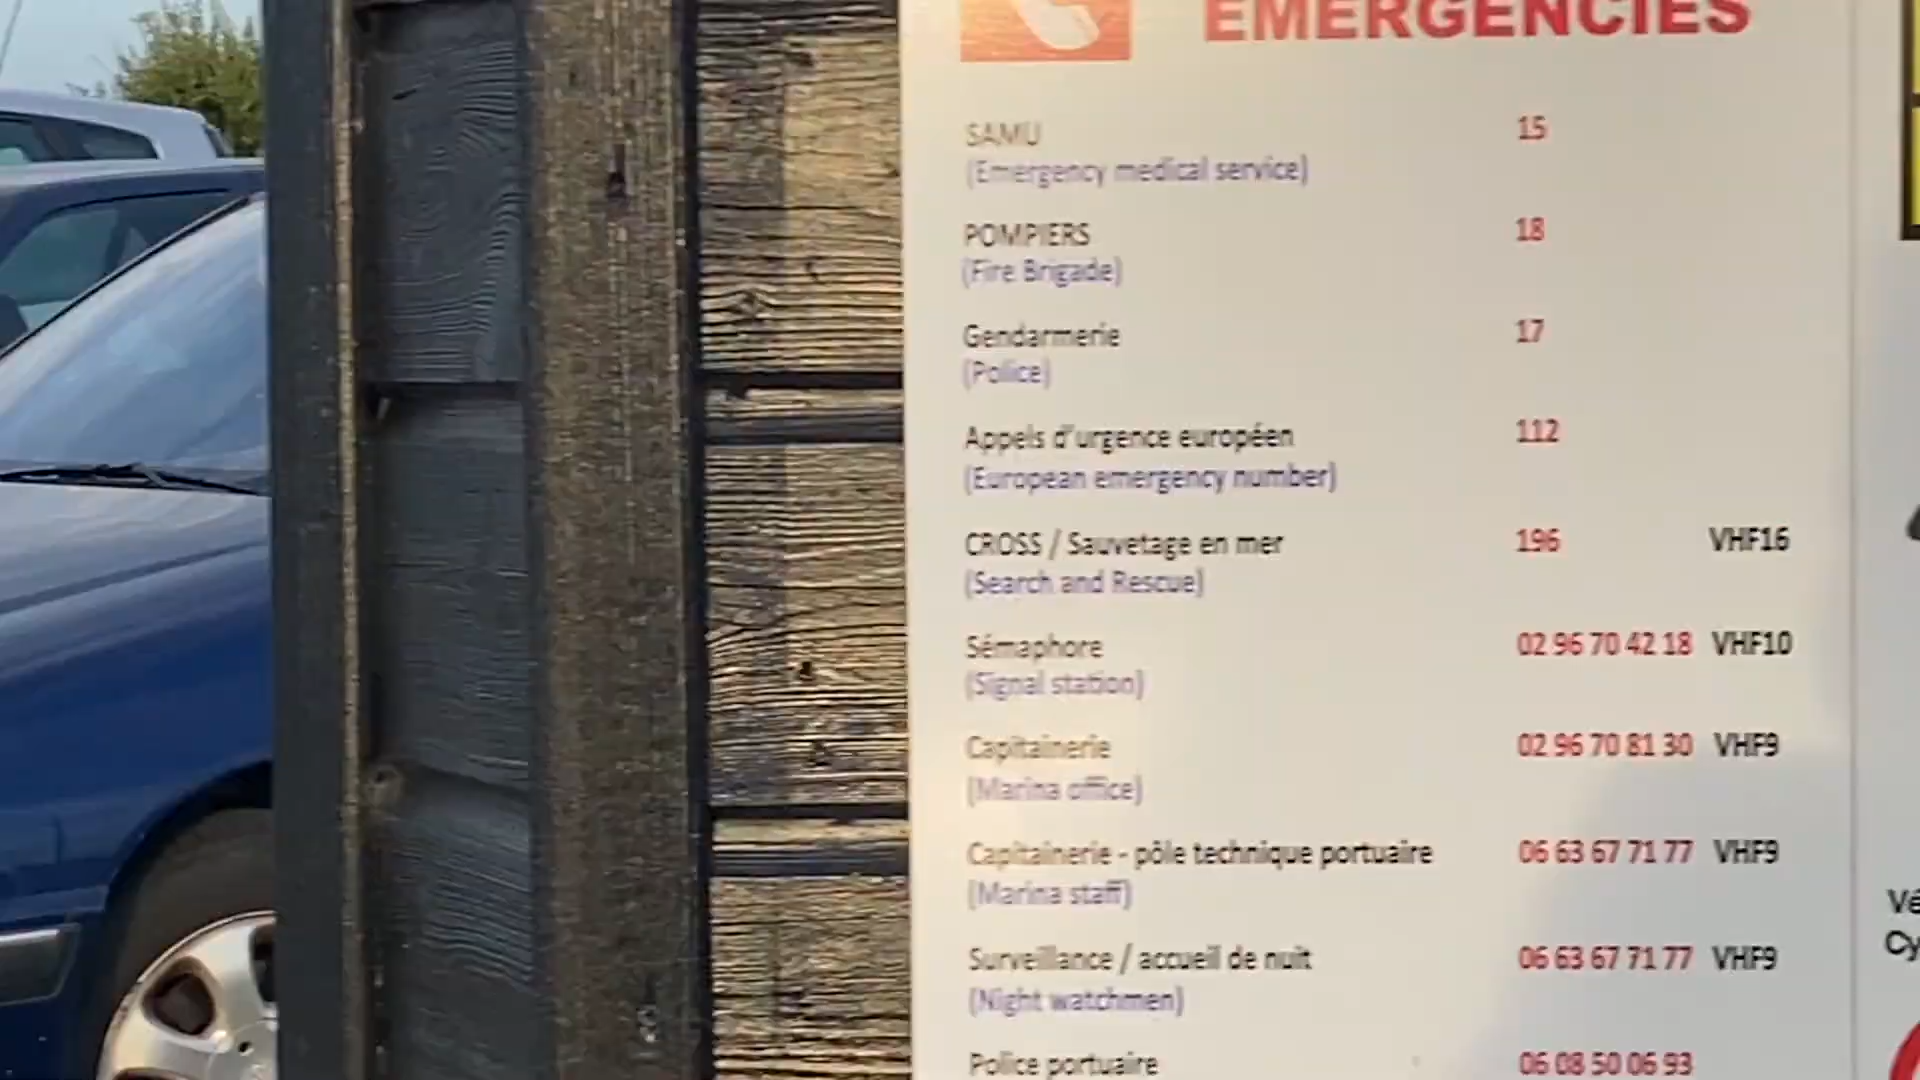 EMERGENCIES
SAMU 15
(Emergency medical service)
POMPIERS 18
(Fire Brigade)
Gendarmerie 17
(Police)
Appels d'urgence européen 112
(European emergency number)
CROSS / Sauvetage en mer 196 VHF16
(Search and Rescue)
Sémaphore 02 96 70 42 18 VHF10
(Signal station)
Capitainerie 02 96 70 81 30 VHF9
(Marina office)
Capitainerie - pôle technique portuaire 06 63 67 71 77 VHF9
(Marina staff)
Surveillance / accueil de nuit 06 63 67 71 77 VHF9
(Night watchmen)
Police portuaire 06 08 50 06 93